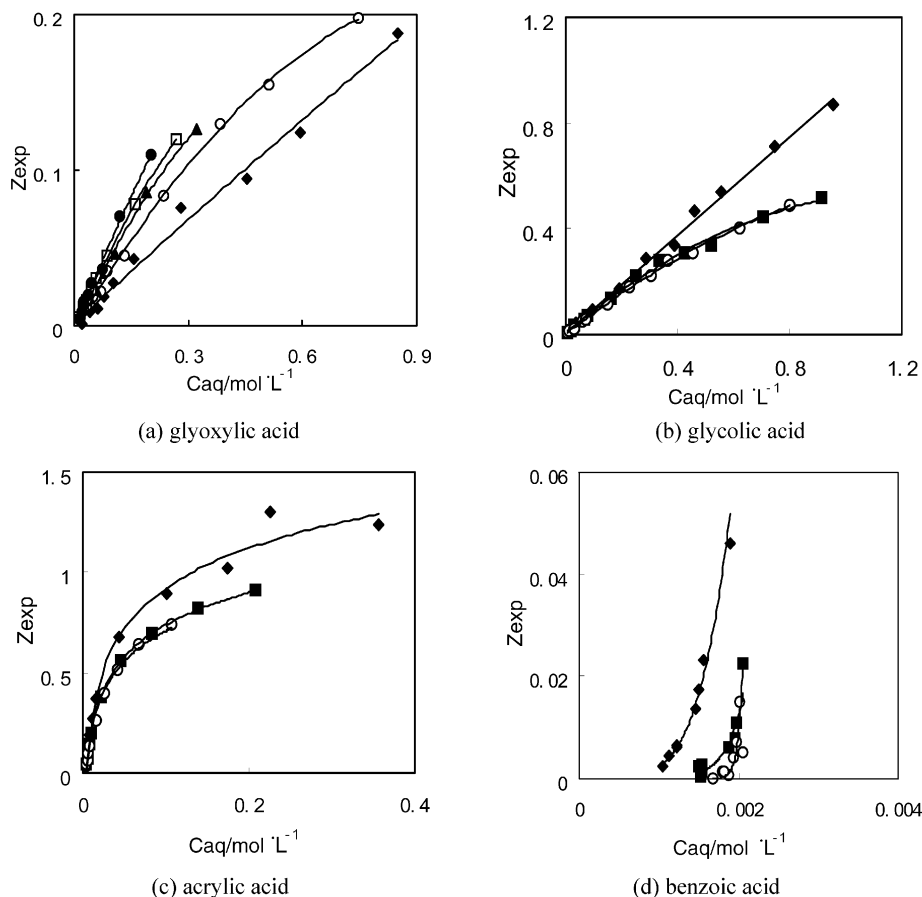 0.2
0.1
0
Zexp
0 0.3 0.6 0.9
Caq/mol ·L-1
(a) glyoxylic acid
1.2
0.8
0.4
0
Zexp
0 0.4 0.8 1.2
Caq/mol ·L-1
(b) glycolic acid
1.5
1
0.5
0
Zexp
0 0.2 0.4
Caq/mol ·L-1
(c) acrylic acid
0.06
0.04
0.02
0
Zexp
0 0.002 0.004
Caq/mol ·L-1
(d) benzoic acid